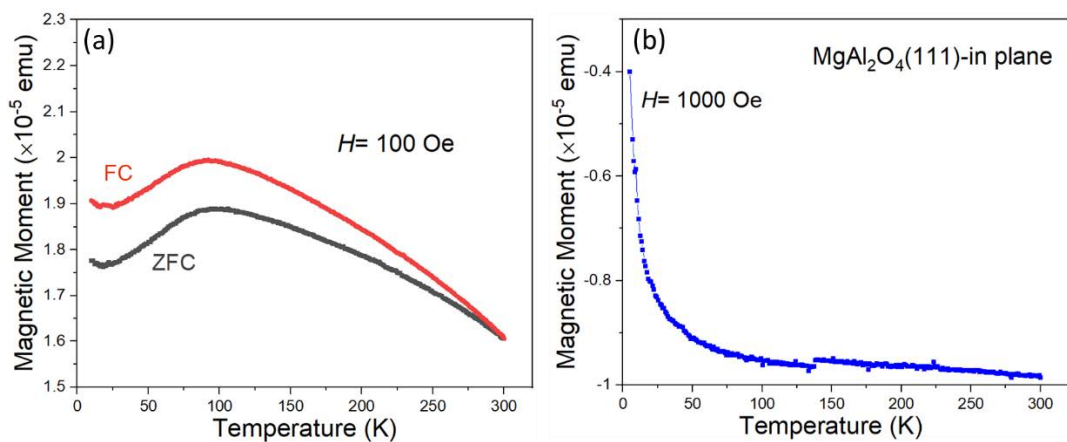 (a)
2.3
2.2
2.1
2
1.9
1.8
1.7
1.6
1.5
Magnetic Moment (×10⁻⁵ emu)
H= 100 Oe
FC
ZFC
0 50 100 150 200 250 300
Temperature (K)
(b)
MgAl₂O₄(111)-in plane
H= 1000 Oe
-0.4
-0.6
-0.8
-1
Magnetic Moment (×10⁻⁵ emu)
0 50 100 150 200 250 300
Temperature (K)